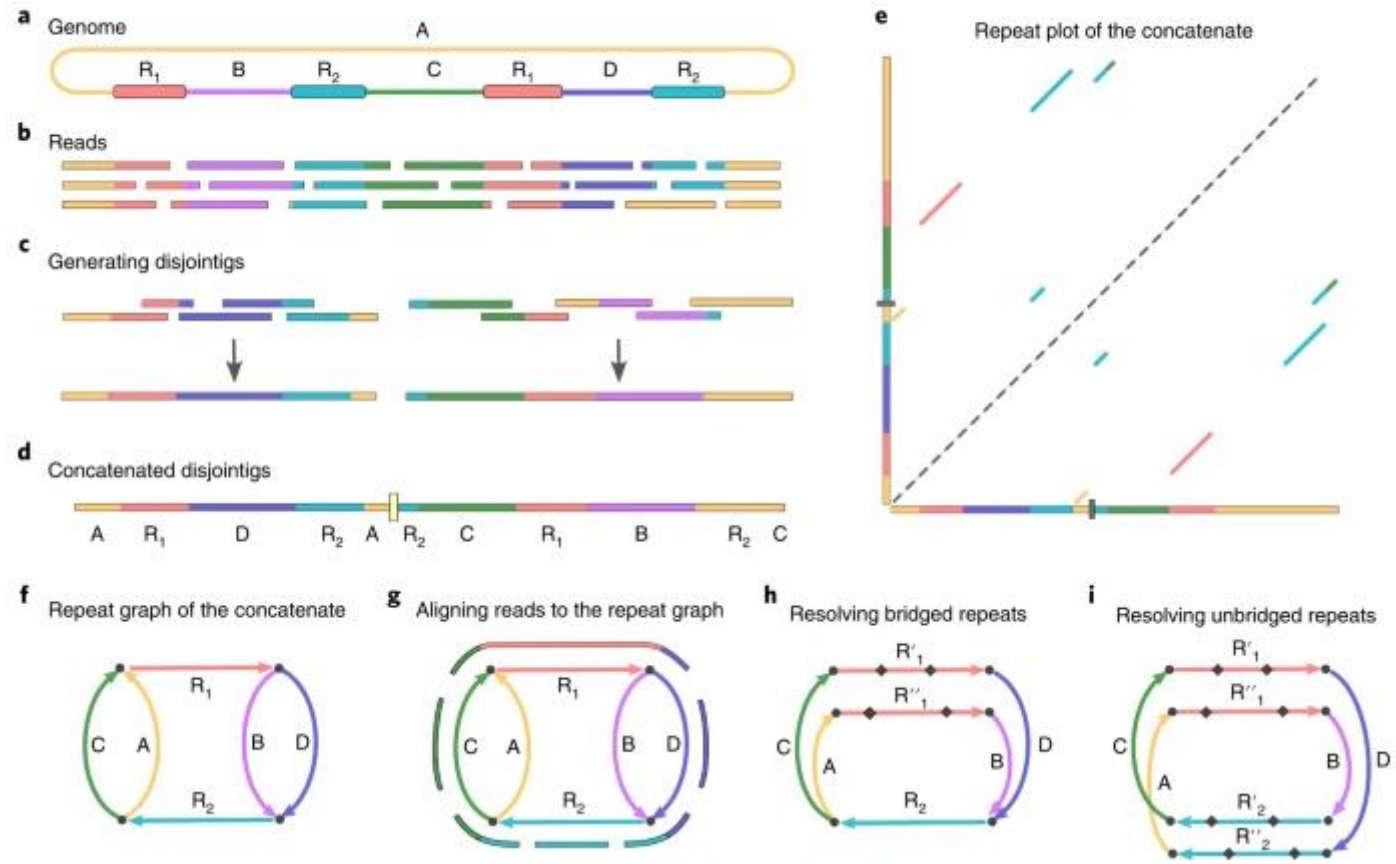 a
Genome
A
R1 B R2 C R1 D R2
b
Reads
c
Generating disjointigs
d
Concatenated disjointigs
A R1 D R2 A R2 C R1 B R2 C
e
Repeat plot of the concatenate
f
Repeat graph of the concatenate
R1
C A B D
R2
g
Aligning reads to the repeat graph
R1
C A B D
R2
h
Resolving bridged repeats
R′1
R′′1
C A B D
R2
i
Resolving unbridged repeats
R′1
R′′1
C A B D
R′2
R′′2